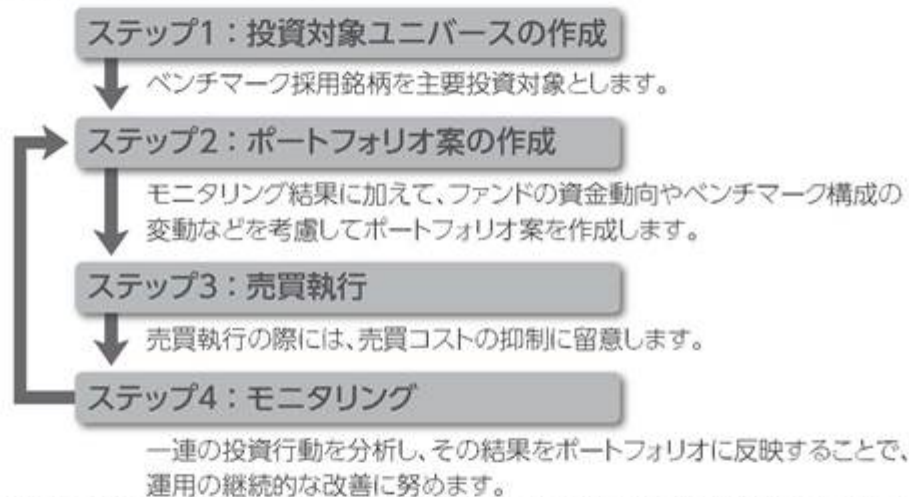 ステップ1：投資対象ユニバースの作成
ベンチマーク採用銘柄を主要投資対象とします。
ステップ2：ポートフォリオ案の作成
モニタリング結果に加えて、ファンドの資金動向やベンチマーク構成の
変動などを考慮してポートフォリオ案を作成します。
ステップ3：売買執行
売買執行の際には、売買コストの抑制に留意します。
ステップ4：モニタリング
一連の投資行動を分析し、その結果をポートフォリオに反映することで、
運用の継続的な改善に努めます。